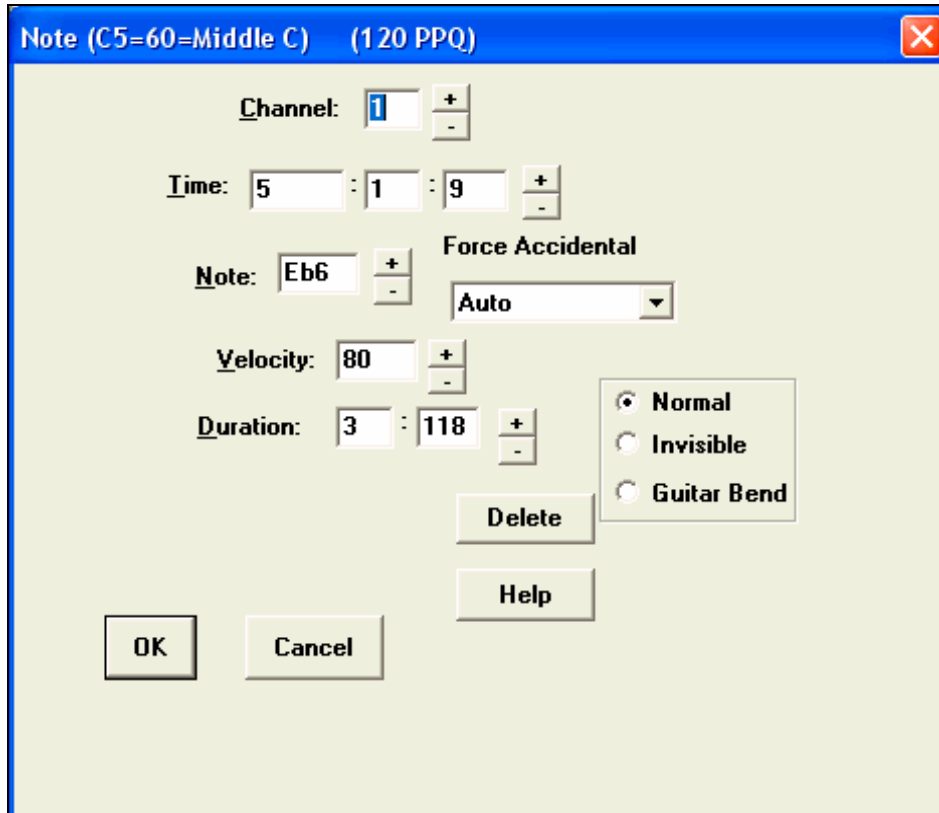 Note (C5=60=Middle C) (120 PPQ)
Channel: 1 + -
Time: 5 : 1 : 9 + -
Force Accidental
Note: Eb6 + -
Auto
Velocity: 80 + -
Normal
Duration: 3 : 118 + -
Invisible
Guitar Bend
Delete
Help
OK Cancel